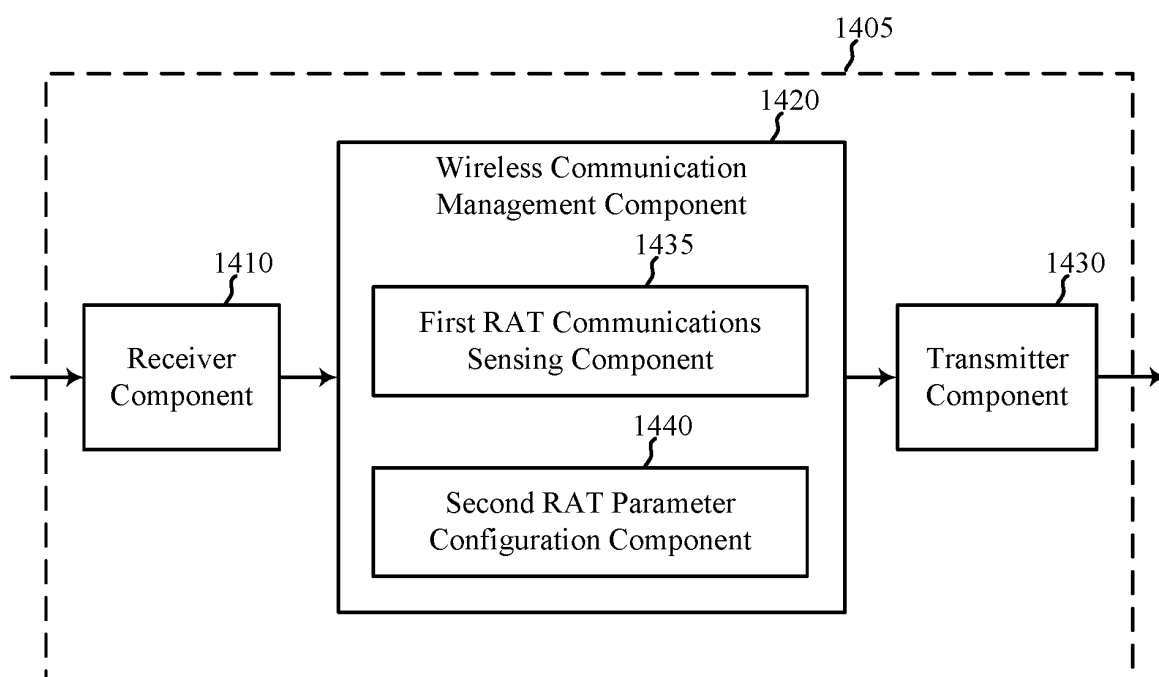 1405
1420
Wireless Communication
Management Component
1435
1410
1430
First RAT Communications
Sensing Component
Receiver
Component
Transmitter
Component
1440
Second RAT Parameter
Configuration Component